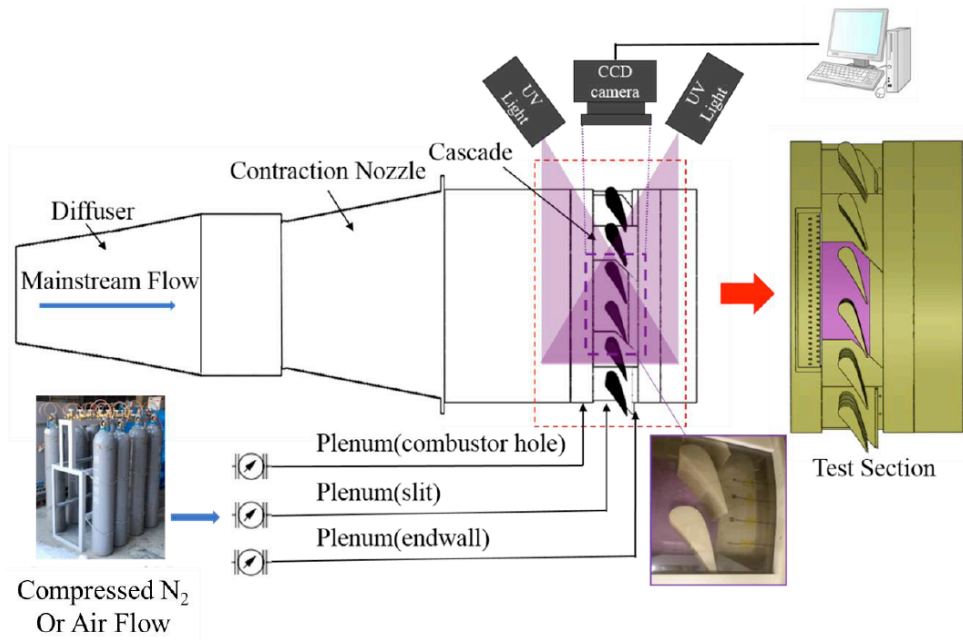 UV
Light
CCD
camera
UV
Light
Cascade
Contraction Nozzle
Diffuser
Mainstream Flow
Plenum(combustor hole)
Plenum(slit)
Plenum(endwall)
Test Section
Compressed N₂
Or Air Flow